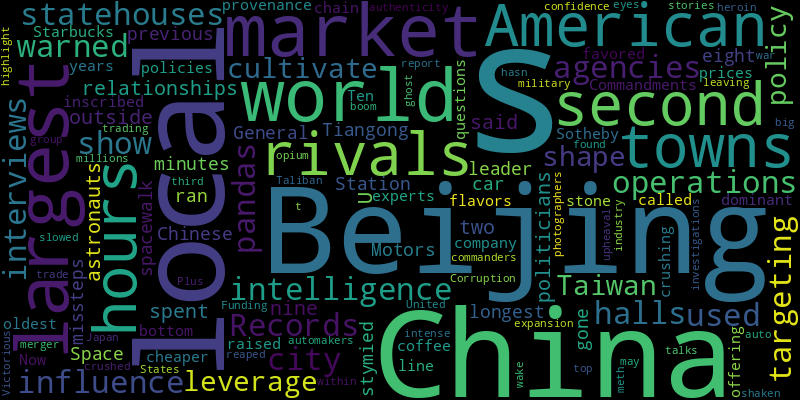 highlight
statehouses
provenance
chain
authenticity
confidence
eyes
stories
heroin
Starbucks
previous
market
American
policy
warned
favored
eight
war
years
policies
cultivate
report
hasn
military
agencies
prices
leaving
relationships
world
ghost
questions
S
Ten
boom
Commandments
inscribed
local
outside
second
trading
General
Tiangong
said
Sotheby
found
big
group
show
minutes
rivals
opium
shape
towns
millions
interviews
largest
hours
astronauts
spacewalk
third
ran
pandas
Taliban
Station
leader
car
experts
flavors
stone
operations
called
dominant
t
u
Beijing
politicians
photographers
industry
upheaval
investigations
slowed
Chinese
Motors
two
company
commanders
Corruption
crushing
targeting
trade
missteps
Plus
Space
spent
intelligence
Taiwan
oldest
Victorious
merger
Now
Japan
crushed
bottom
cheaper
Funding
nine
United
intense
longest
halls
used
Records
raised
automakers
coffee
line
China
expansion
gone
offering
auto
talks
may
shaken
States
reaped
city
stymied
within
influence
leverage
wake
top
meth